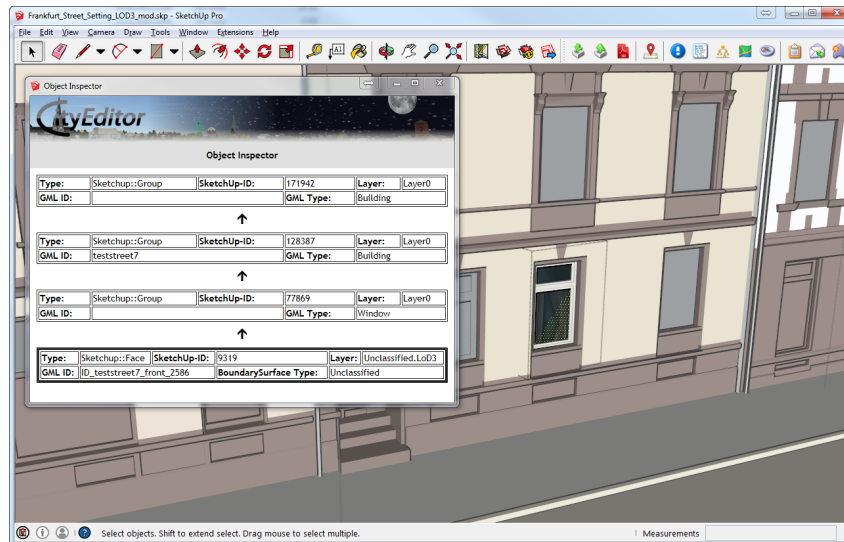 Frankfurt_Street_Setting_LOD3_mod.skp - SketchUp Pro
File Edit View Camera Draw Tools Window Extensions Help
Object Inspector
CityEditor
Object Inspector
Type: Sketchup::Group SketchUp-ID: 171942 Layer: Layer0
GML ID: GML Type: Building
Type: Sketchup::Group SketchUp-ID: 128387 Layer: Layer0
GML ID: teststreet7 GML Type: Building
Type: Sketchup::Group SketchUp-ID: 77869 Layer: Layer0
GML ID: GML Type: Window
Type: Sketchup::Face SketchUp-ID: 9319 Layer: Unclassified.LoD3
GML ID: ID_teststreet7_front_2586 BoundarySurface Type: Unclassified
Select objects. Shift to extend select. Drag mouse to select multiple. Measurements